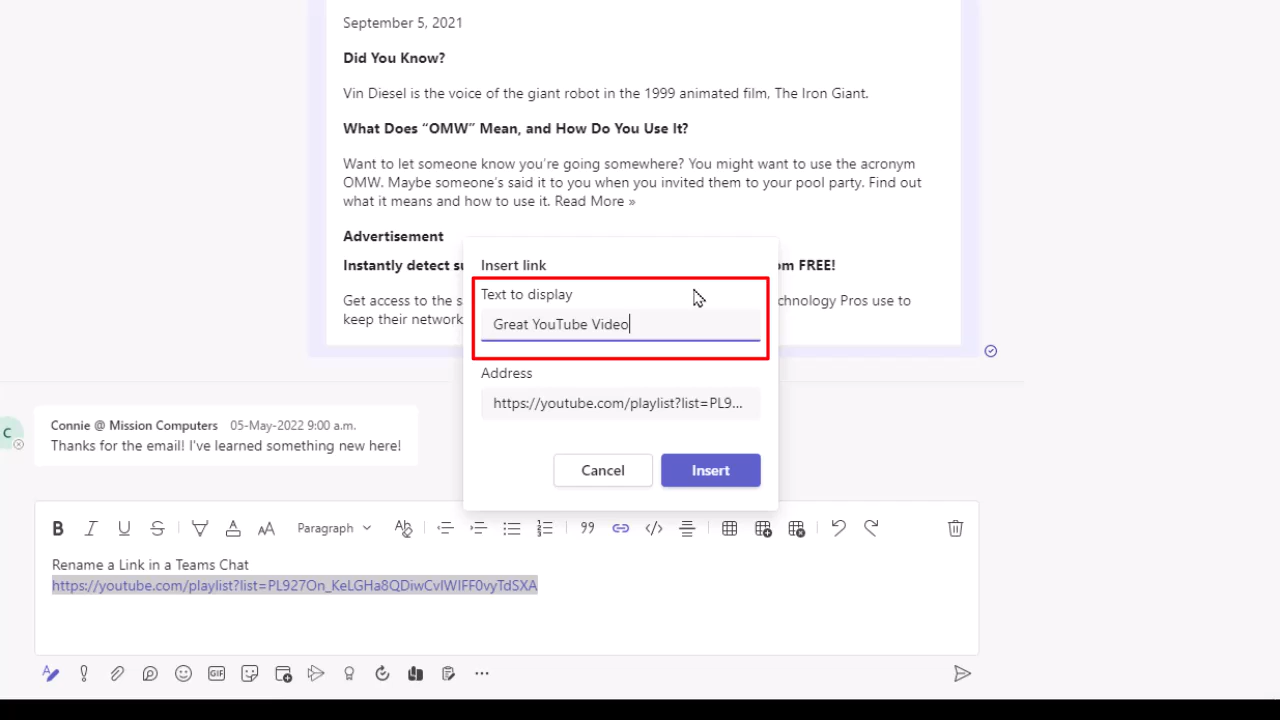 September 5, 2021
Did You Know?
Vin Diesel is the voice of the giant robot in the 1999 animated film, The Iron Giant.
What Does “OMW” Mean, and How Do You Use It?
Want to let someone know you’re going somewhere? You might want to use the acronym
OMW. Maybe someone’s said it to you when you invited them to your pool party. Find out
what it means and how to use it. Read More »
Advertisement
Instantly detect
FREE!
Get access to the
Pros use to
keep their network
Insert link
Text to display
Great YouTube Video
Address
https://youtube.com/playlist?list=PL9...
Cancel
Insert
C
Connie @ Mission Computers 05-May-2022 9:00 a.m.
Thanks for the email! I've learned something new here!
B I U S Paragraph
Rename a Link in a Teams Chat
https://youtube.com/playlist?list=PL927On_KeLGHa8QDiwCvIWIFF0vyTdSXA
GIF